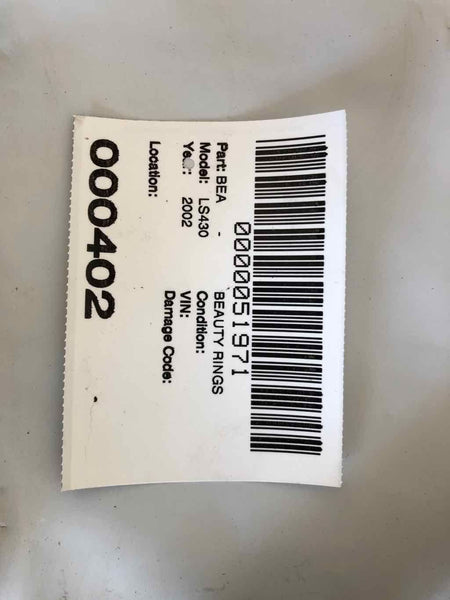 0000051971
Part: BEA - BEAUTY RINGS
Model: LS430 Condition:
Year: 2002 VIN:
Damage Code:
Location:
000402